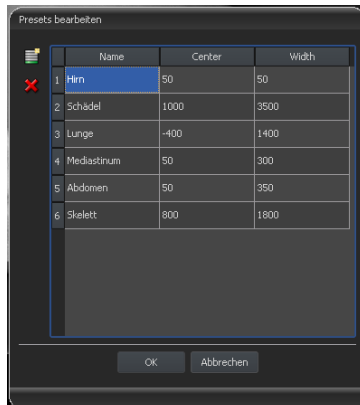 Presets bearbeiten
Name Center Width
1 Hirn 50 50
2 Schädel 1000 3500
3 Lunge -400 1400
4 Mediastinum 50 300
5 Abdomen 50 350
6 Skelett 800 1800
OK Abbrechen